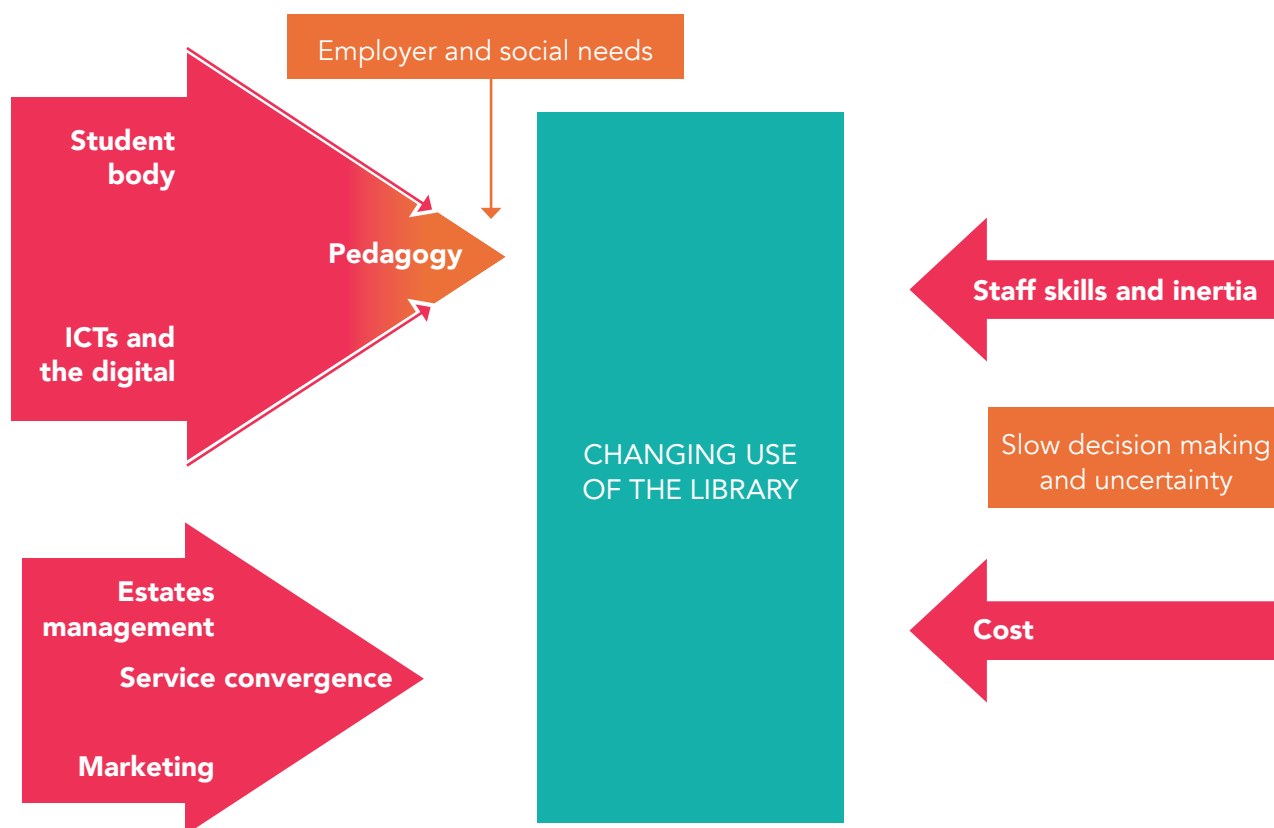 Employer and social needs
Student
body
Pedagogy
ICTs and
the digital
Estates
management
Service convergence
Marketing
CHANGING USE
OF THE LIBRARY
Staff skills and inertia
Slow decision making
and uncertainty
Cost